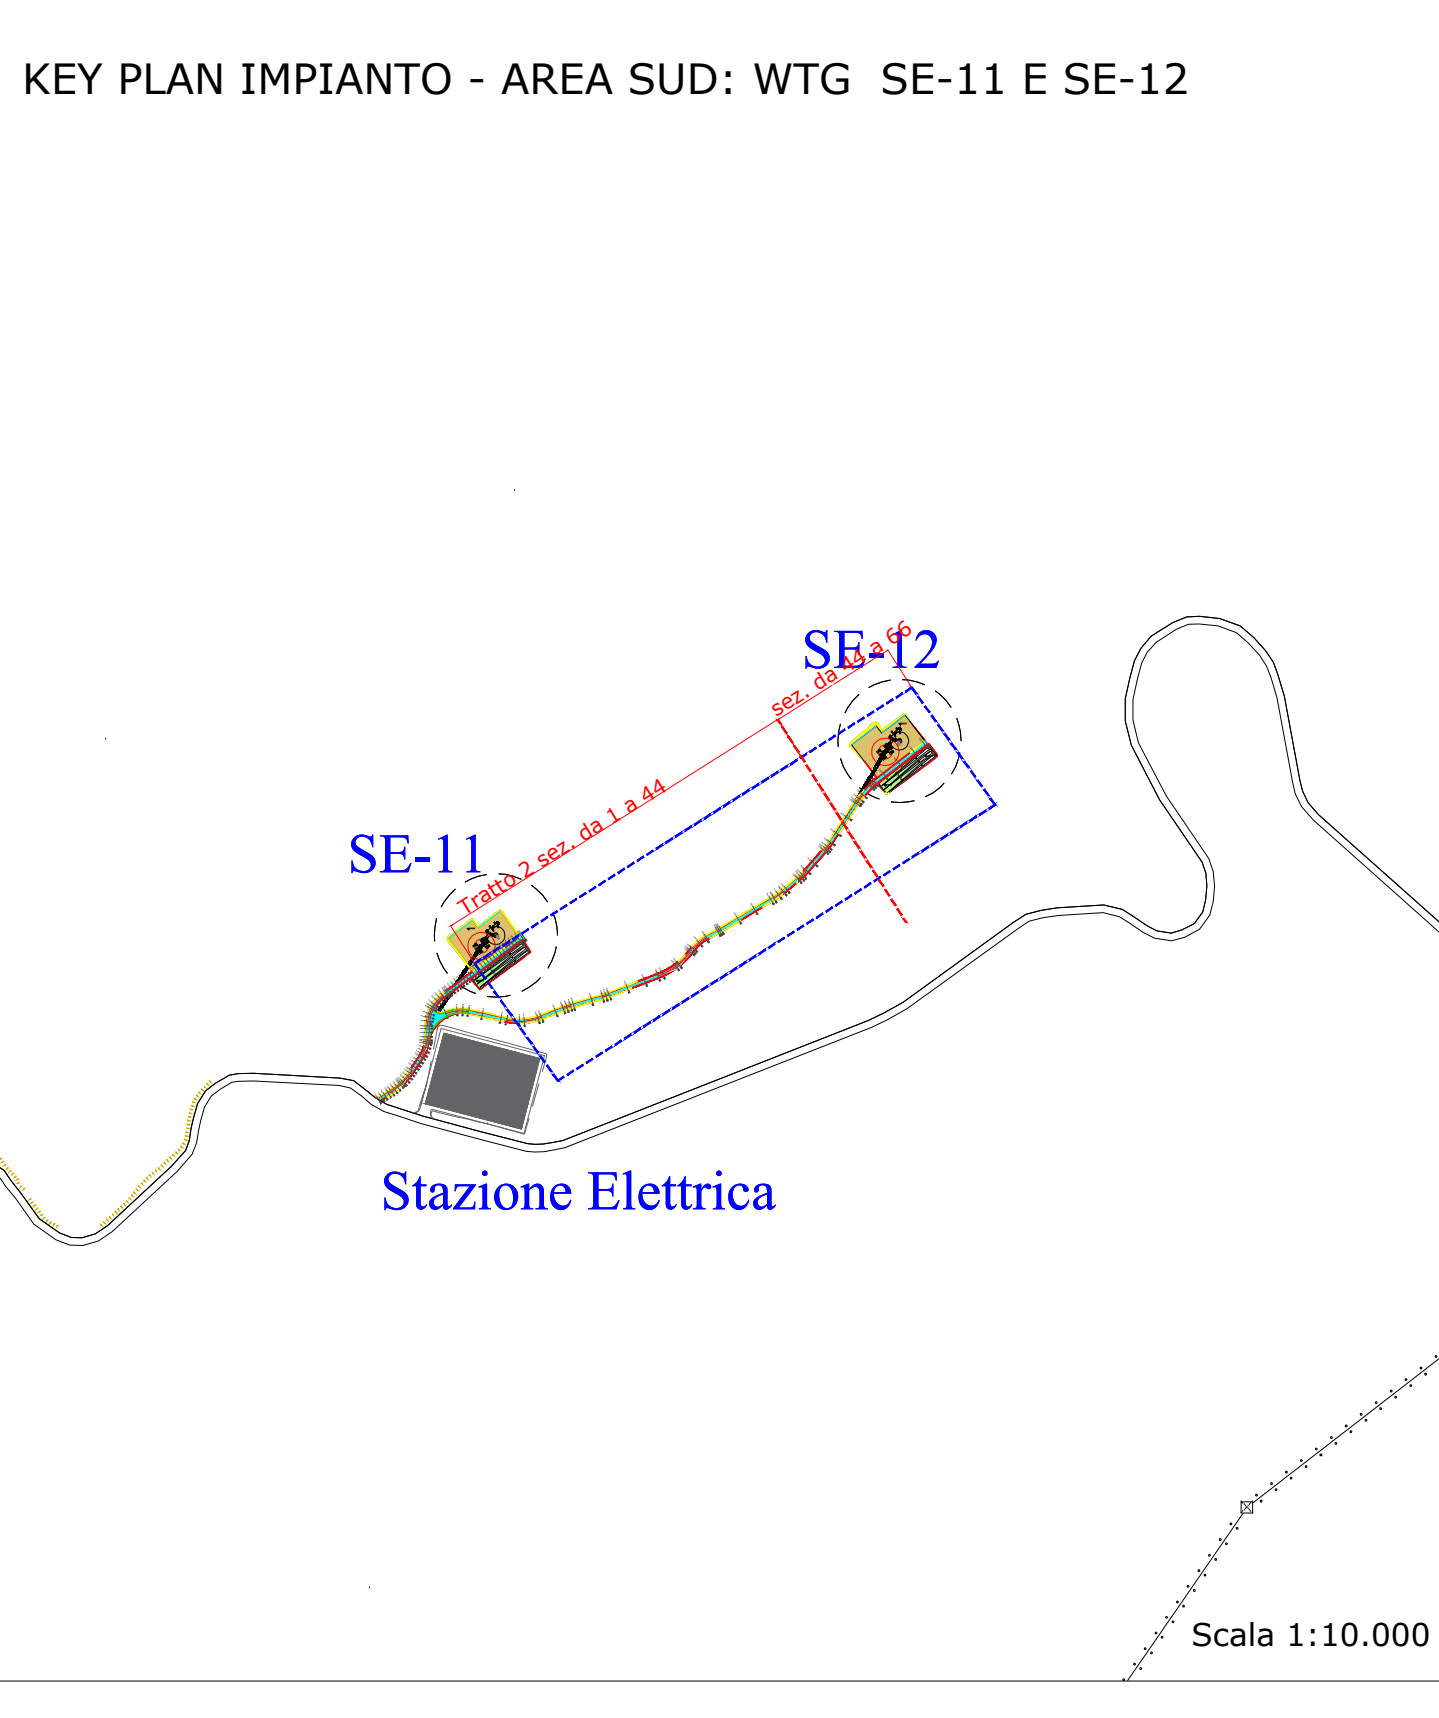 KEY PLAN IMPIANTO - AREA SUD: WTG  SE-11 E SE-12
SE-12
sez. da 44 a 66
SE-11
Tratto 2 sez. da 1 a 44
Stazione Elettrica
Scala 1:10.000